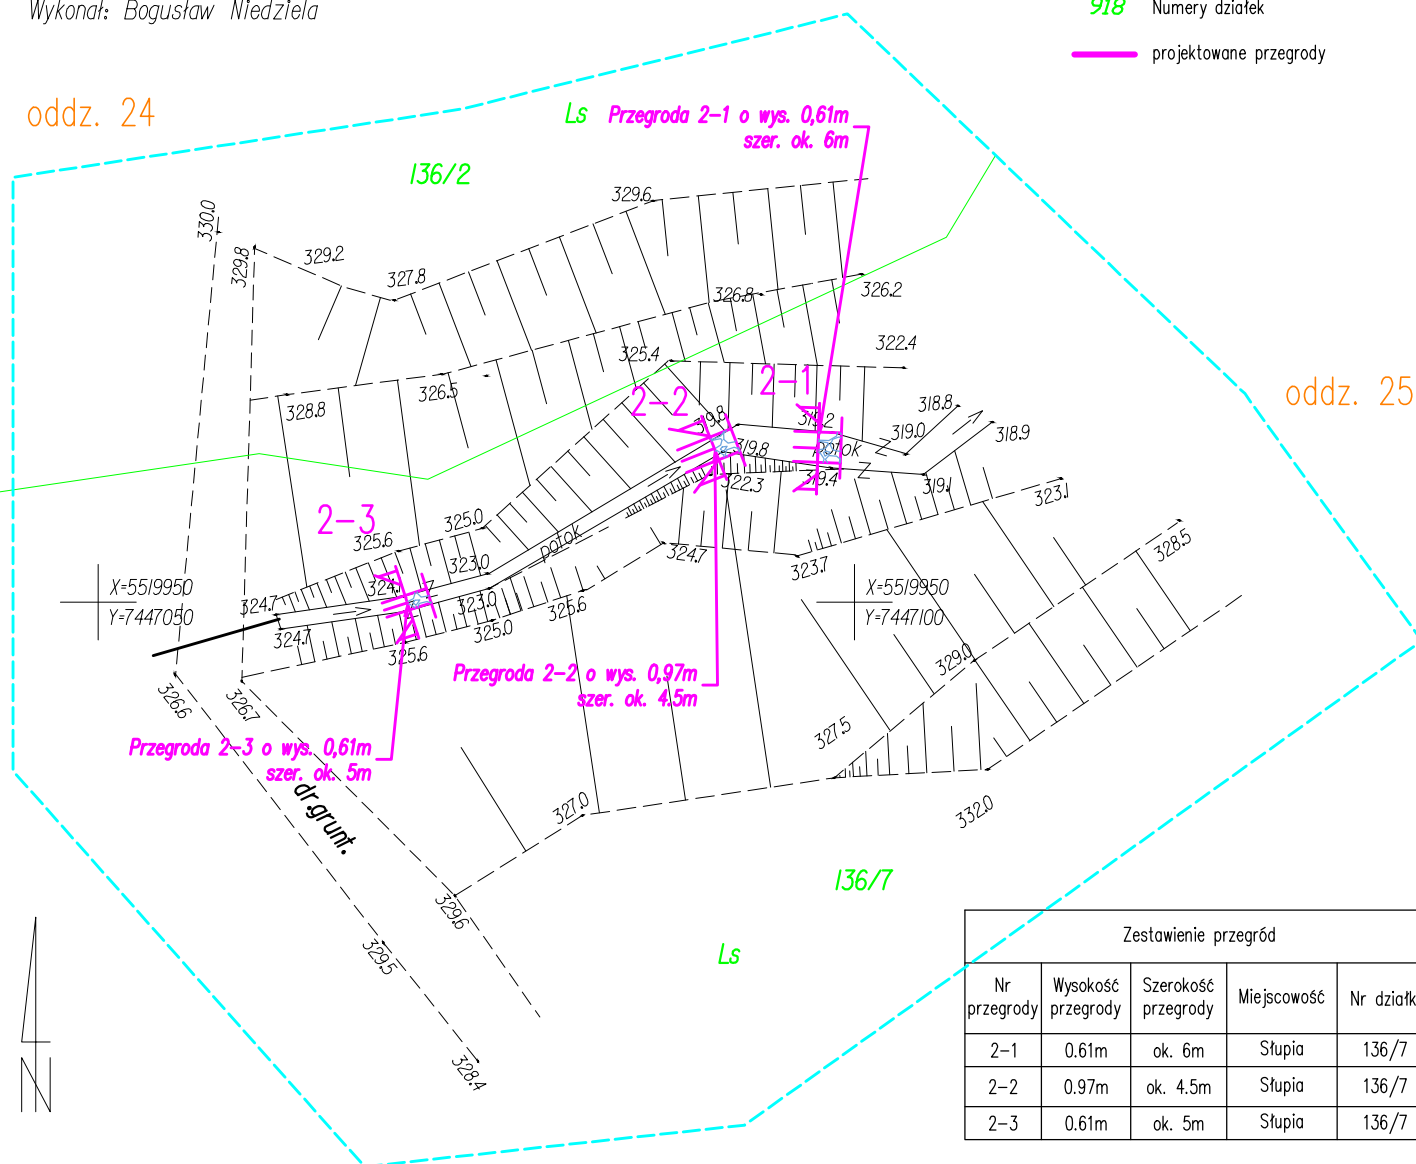 Wykonał: Bogusław Niedziela
918 Numery działek
projektowane przegrody
oddz. 24
Ls
Przegroda 2-1 o wys. 0,61m
szer. ok. 6m
136/2
330.0
329.8
329.2
327.8
329.6
326.8
326.2
322.4
325.4
oddz. 25
2-1
2-2
328.8
326.5
319.8
319.2
318.8
319.0
318.9
319.8
potok
322.3
319.4
319.1
323.1
2-3
325.6
325.0
potok
323.0
324.7
323.7
328.5
X=5519950
Y=7447050
324.7
323.0
325.6
324.7
325.0
325.6
X=5519950
Y=7447100
329.0
Przegroda 2-2 o wys. 0,97m
szer. ok. 4.5m
326.6
326.7
327.5
Przegroda 2-3 o wys. 0,61m
szer. ok. 5m
dr.grunt.
327.0
332.0
136/7
329.6
329.5
Ls
328.4
N
Zestawienie przegród
Nr przegrody
Wysokość przegrody
Szerokość przegrody
Miejscowość
Nr działk
2-1 0.61m ok. 6m Słupia 136/7
2-2 0.97m ok. 4.5m Słupia 136/7
2-3 0.61m ok. 5m Słupia 136/7